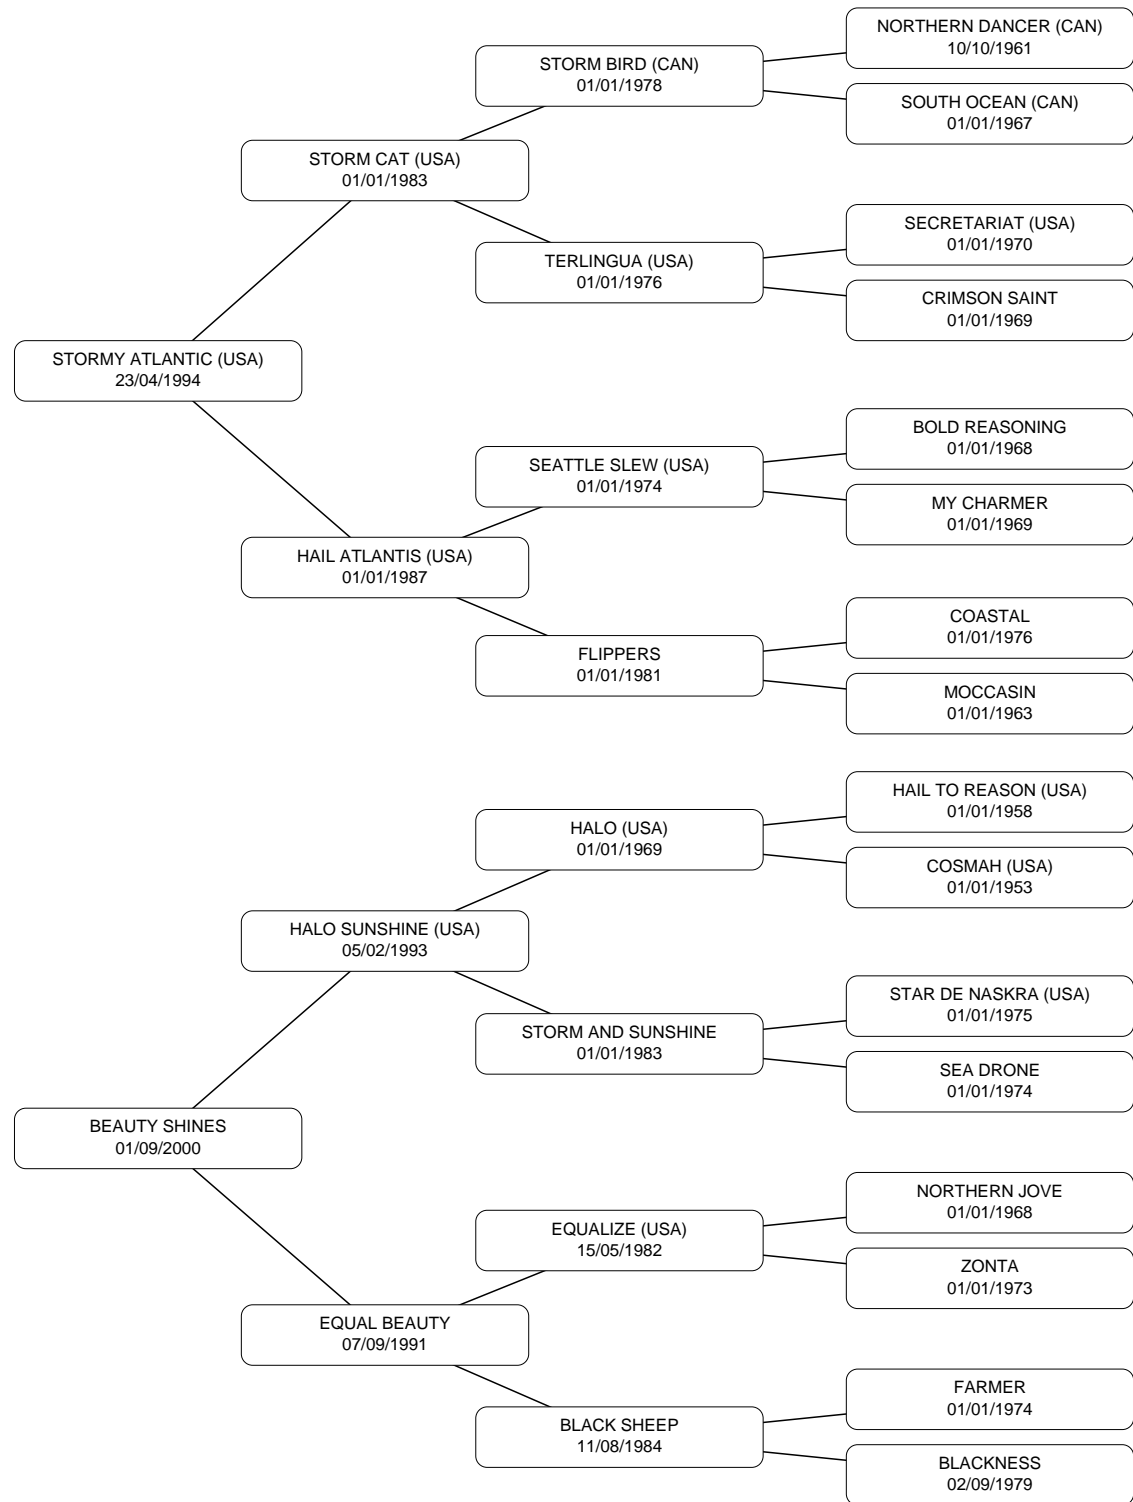 NORTHERN DANCER (CAN)
10/10/1961
STORM BIRD (CAN)
01/01/1978
SOUTH OCEAN (CAN)
01/01/1967
STORM CAT (USA)
01/01/1983
SECRETARIAT (USA)
01/01/1970
TERLINGUA (USA)
01/01/1976
CRIMSON SAINT
01/01/1969
STORMY ATLANTIC (USA)
23/04/1994
BOLD REASONING
01/01/1968
SEATTLE SLEW (USA)
01/01/1974
MY CHARMER
01/01/1969
HAIL ATLANTIS (USA)
01/01/1987
COASTAL
01/01/1976
FLIPPERS
01/01/1981
MOCCASIN
01/01/1963
HAIL TO REASON (USA)
01/01/1958
HALO (USA)
01/01/1969
COSMAH (USA)
01/01/1953
HALO SUNSHINE (USA)
05/02/1993
STAR DE NASKRA (USA)
01/01/1975
STORM AND SUNSHINE
01/01/1983
SEA DRONE
01/01/1974
BEAUTY SHINES
01/09/2000
NORTHERN JOVE
01/01/1968
EQUALIZE (USA)
15/05/1982
ZONTA
01/01/1973
EQUAL BEAUTY
07/09/1991
FARMER
01/01/1974
BLACK SHEEP
11/08/1984
BLACKNESS
02/09/1979